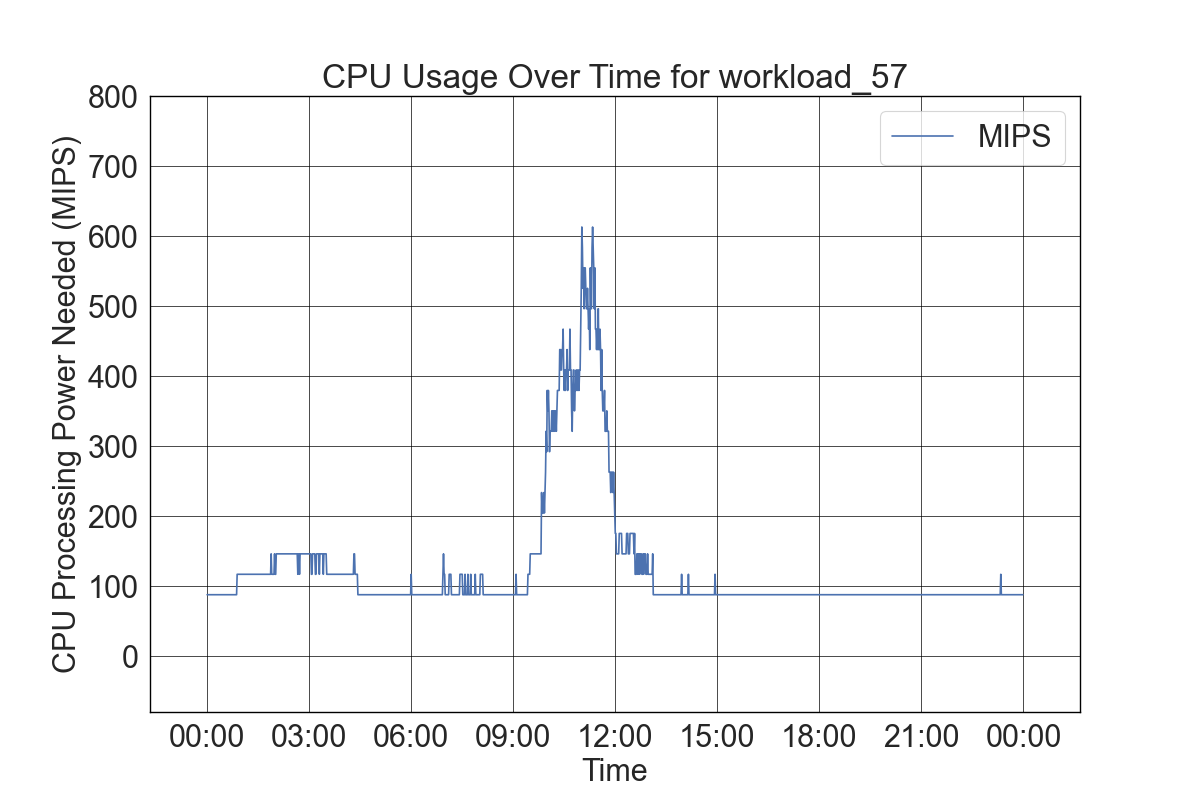 CPU Usage Over Time for workload_57
MIPS
CPU Processing Power Needed (MIPS)
800
700
600
500
400
300
200
100
0
00:00 03:00 06:00 09:00 12:00 15:00 18:00 21:00 00:00
Time